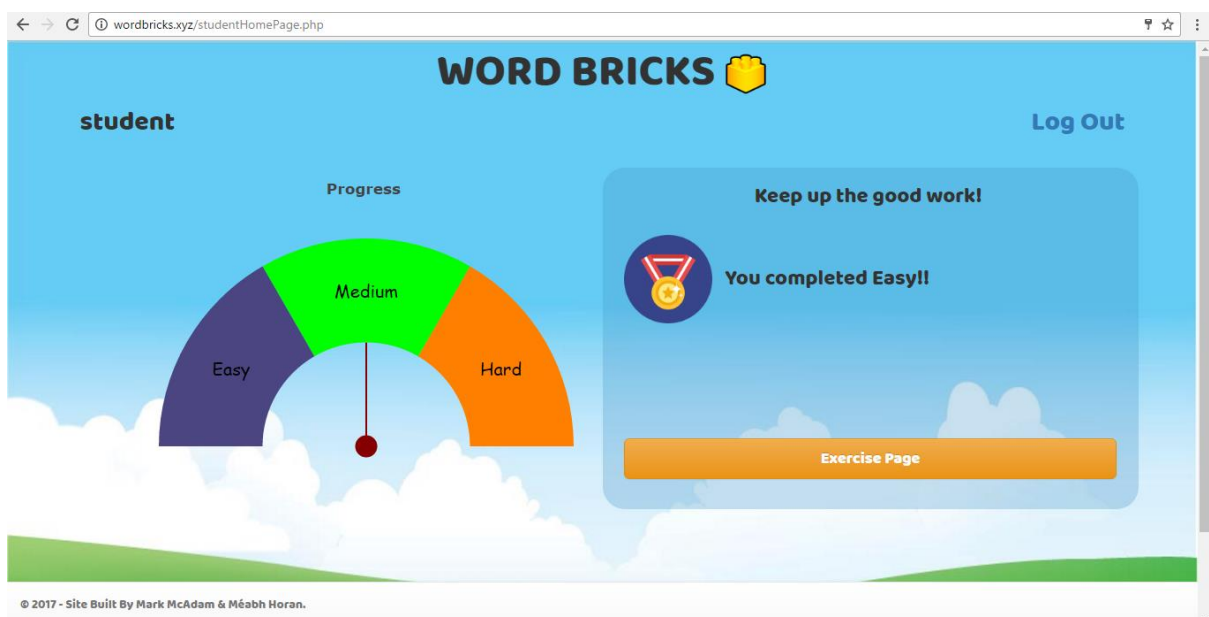 wordbricks.xyz/studentHomePage.php
WORD BRICKS
student
Log Out
Progress
Easy
Medium
Hard
Keep up the good work!
You completed Easy!!
Exercise Page
© 2017 - Site Built By Mark McAdam & Méabh Horan.